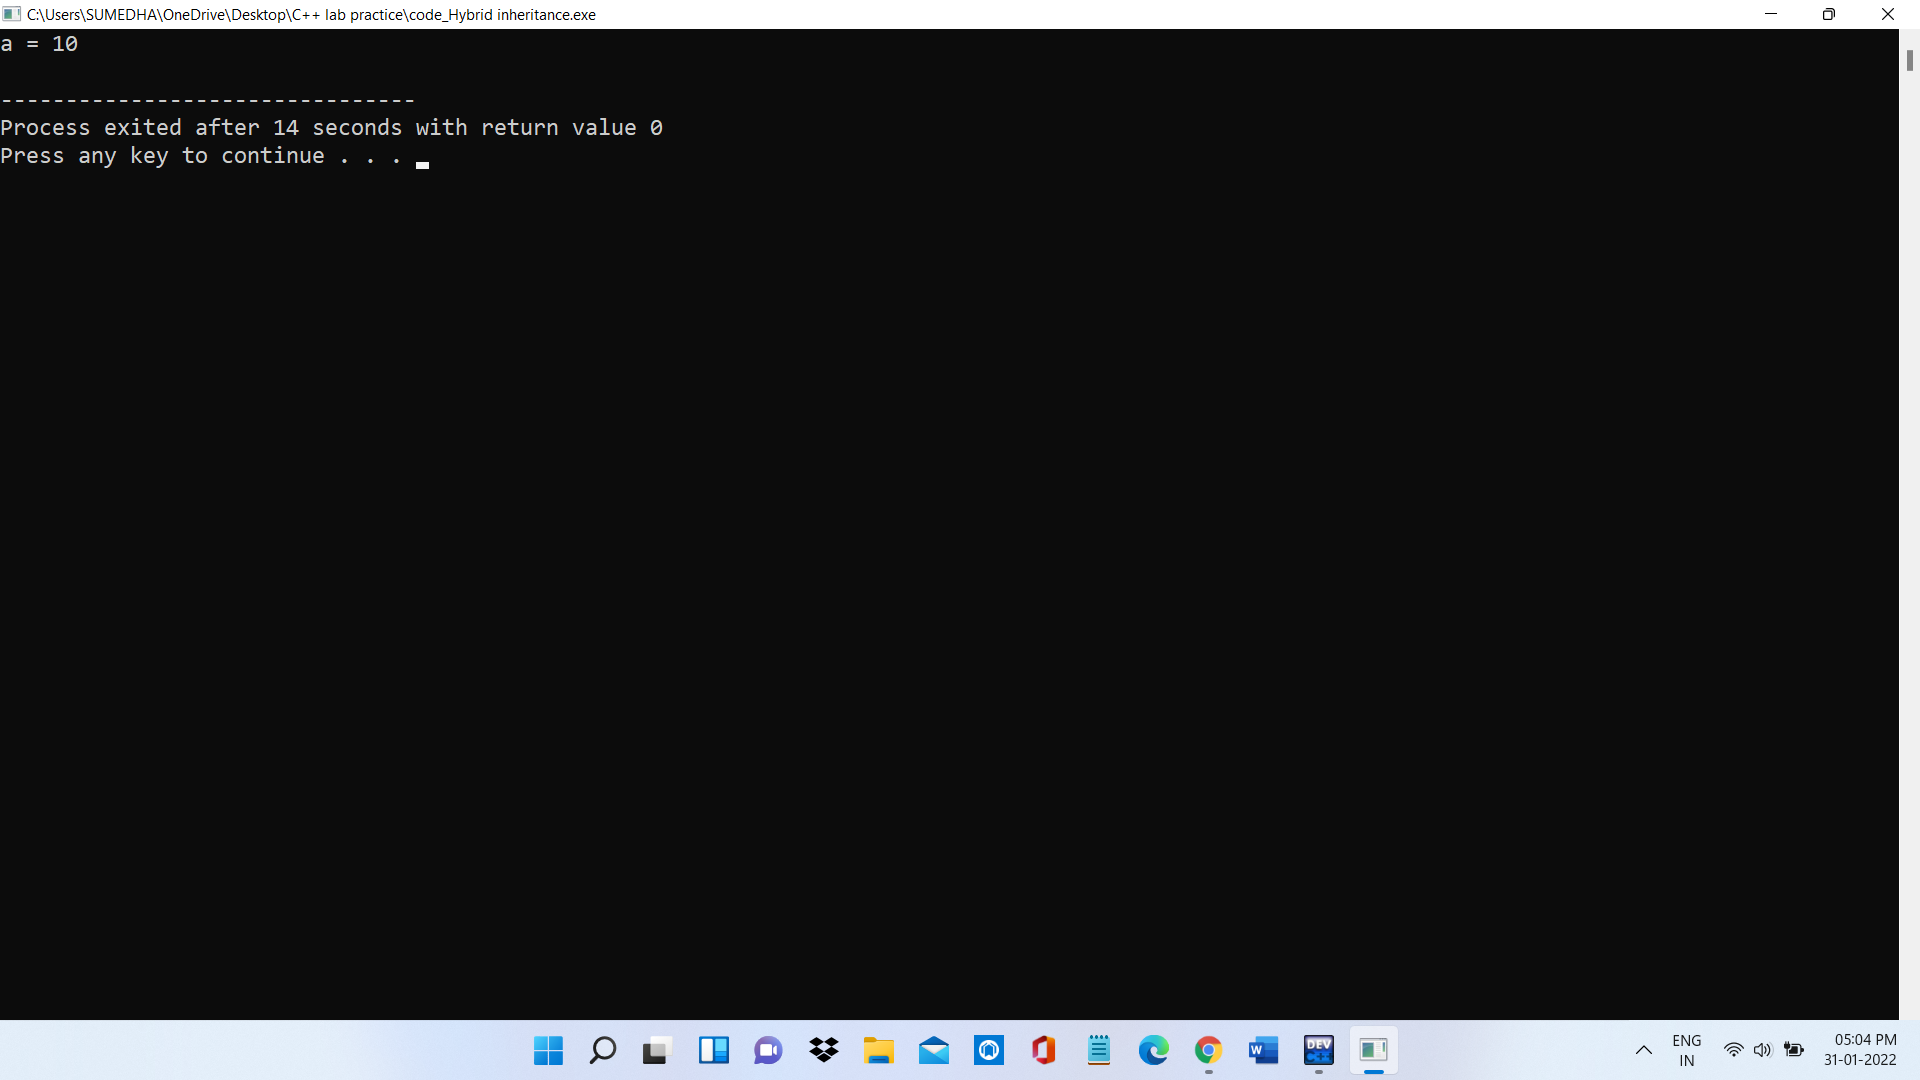 C:\Users\SUMEDHA\OneDrive\Desktop\C++ lab practice\code_Hybrid inheritance.exe
a = 10
--------------------------------
Process exited after 14 seconds with return value 0
Press any key to continue . . .
W
DEV
C++
ENG
IN
05:04 PM
31-01-2022